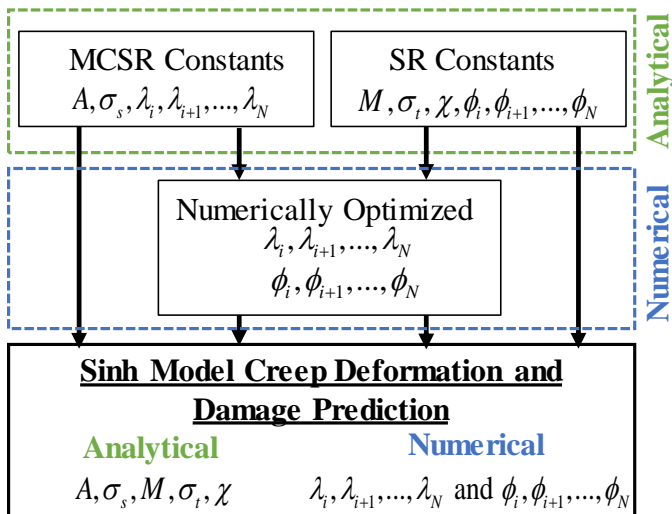 MCSR Constants
A, σ_s, λ_i, λ_{i+1}, ..., λ_N
SR Constants
M, σ_t, χ, ϕ_i, ϕ_{i+1}, ..., ϕ_N
Analytical
Numerically Optimized
λ_i, λ_{i+1}, ..., λ_N
ϕ_i, ϕ_{i+1}, ..., ϕ_N
Numerical
Sinh Model Creep Deformation and
Damage Prediction
Analytical
A, σ_s, M, σ_t, χ
Numerical
λ_i, λ_{i+1}, ..., λ_N and ϕ_i, ϕ_{i+1}, ..., ϕ_N